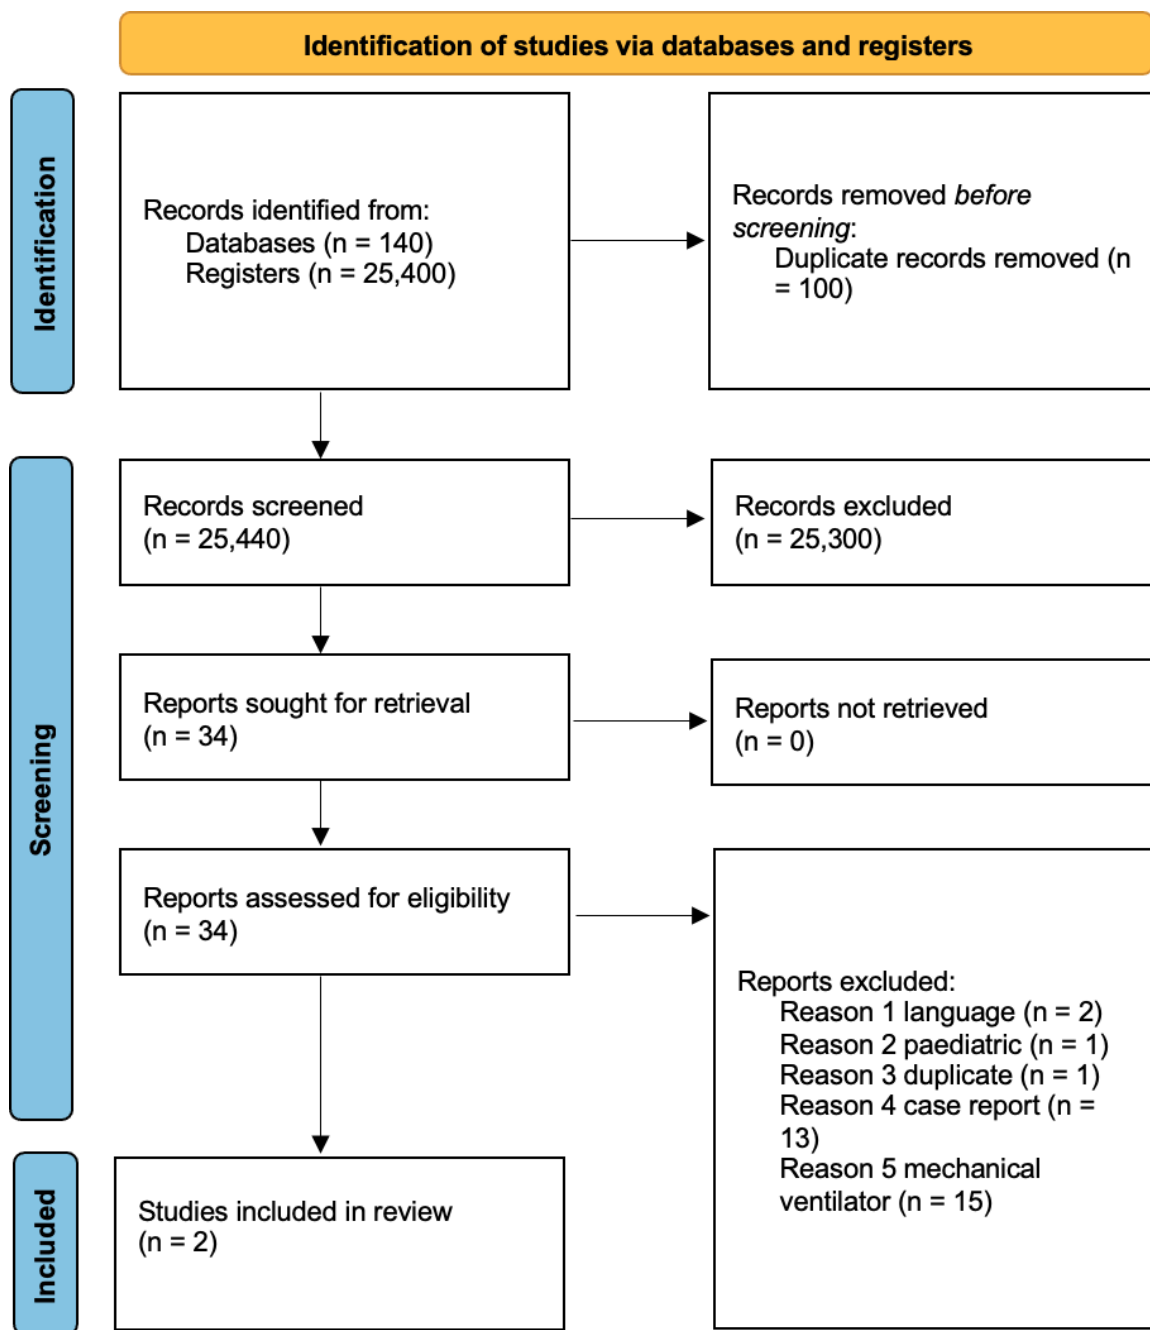 Identification of studies via databases and registers
Identification
Records identified from:
Databases (n = 140)
Registers (n = 25,400)
Records removed before
screening:
Duplicate records removed (n
= 100)
Screening
Records screened
(n = 25,440)
Records excluded
(n = 25,300)
Reports sought for retrieval
(n = 34)
Reports not retrieved
(n = 0)
Reports assessed for eligibility
(n = 34)
Reports excluded:
Reason 1 language (n = 2)
Reason 2 paediatric (n = 1)
Reason 3 duplicate (n = 1)
Reason 4 case report (n =
13)
Reason 5 mechanical
ventilator (n = 15)
Included
Studies included in review
(n = 2)